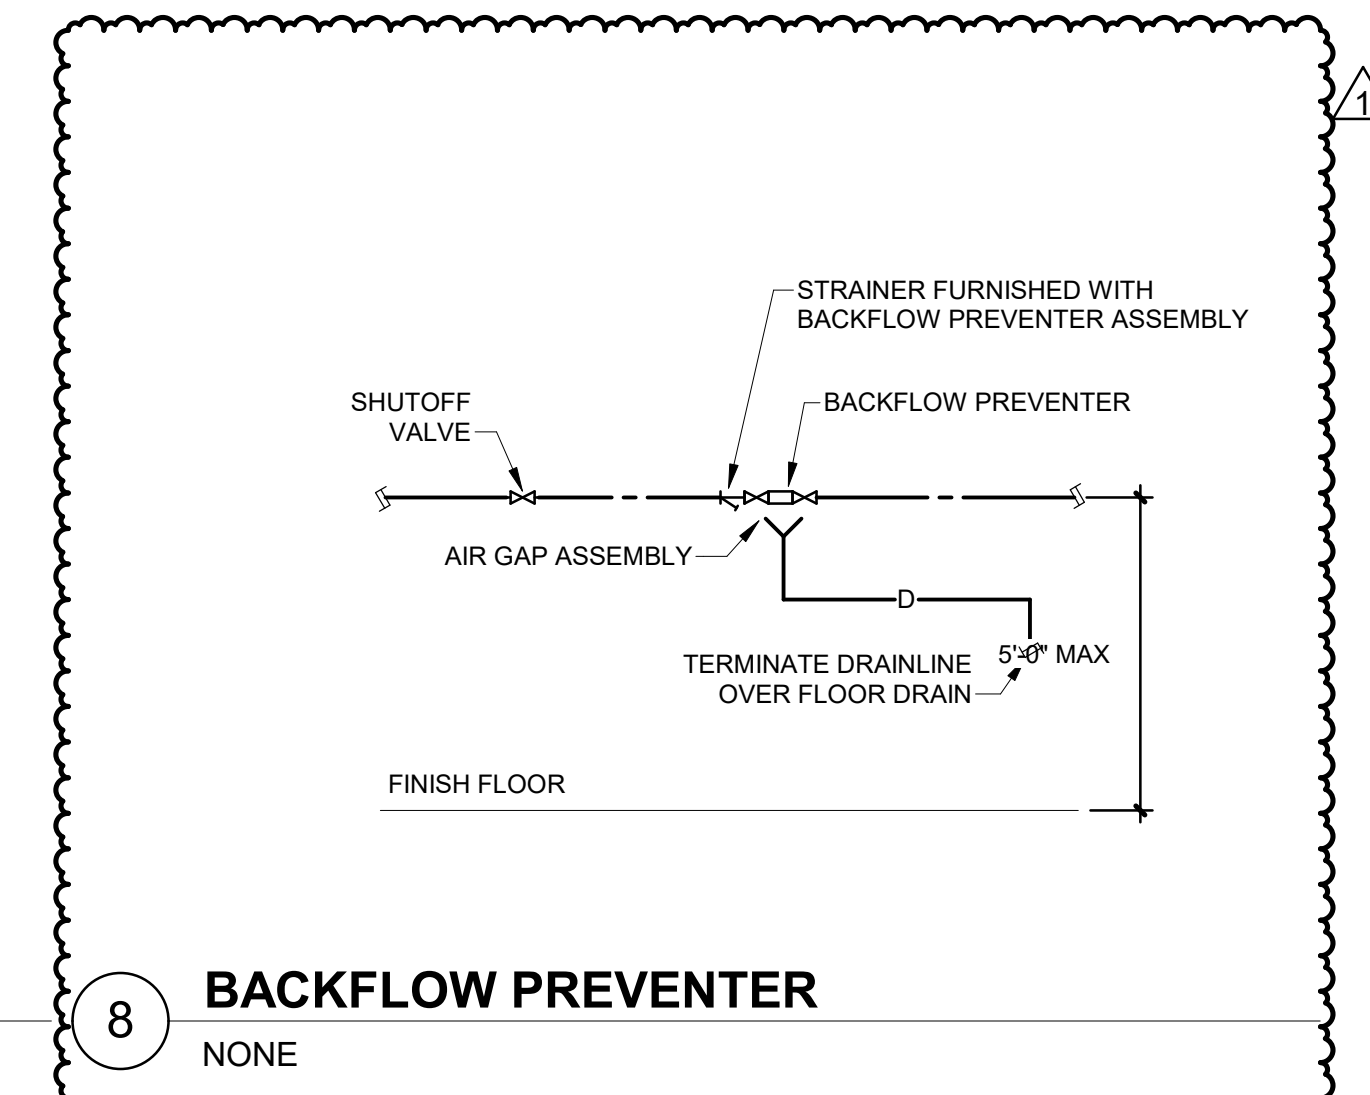 1
STRAINER FURNISHED WITH
BACKFLOW PREVENTER ASSEMBLY
SHUTOFF
VALVE
BACKFLOW PREVENTER
AIR GAP ASSEMBLY
D
TERMINATE DRAINLINE
OVER FLOOR DRAIN
5'-0" MAX
FINISH FLOOR
8
BACKFLOW PREVENTER
NONE